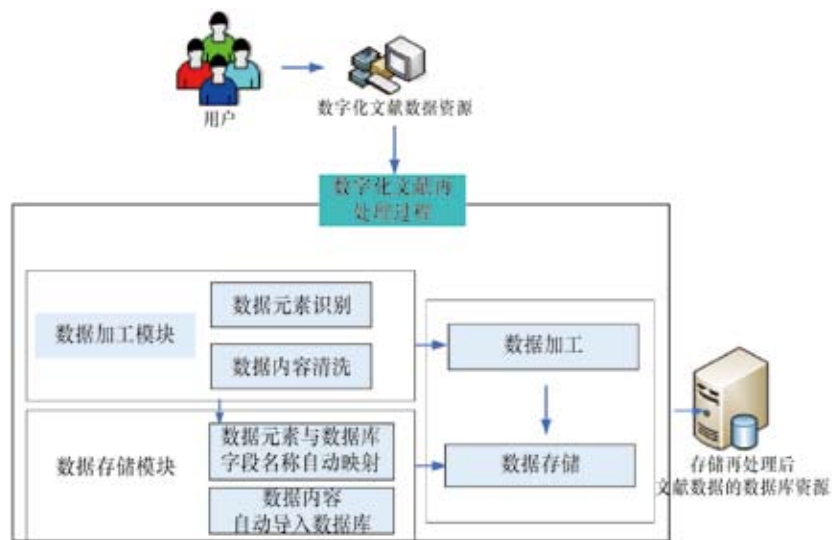 用户
数字化文献数据资源
数字化文献再
处理过程
数据加工模块
数据元素识别
数据内容清洗
数据加工
数据存储模块
数据元素与数据库
字段名称自动映射
数据内容
自动导入数据库
数据存储
存储再处理后
文献数据的数据库资源